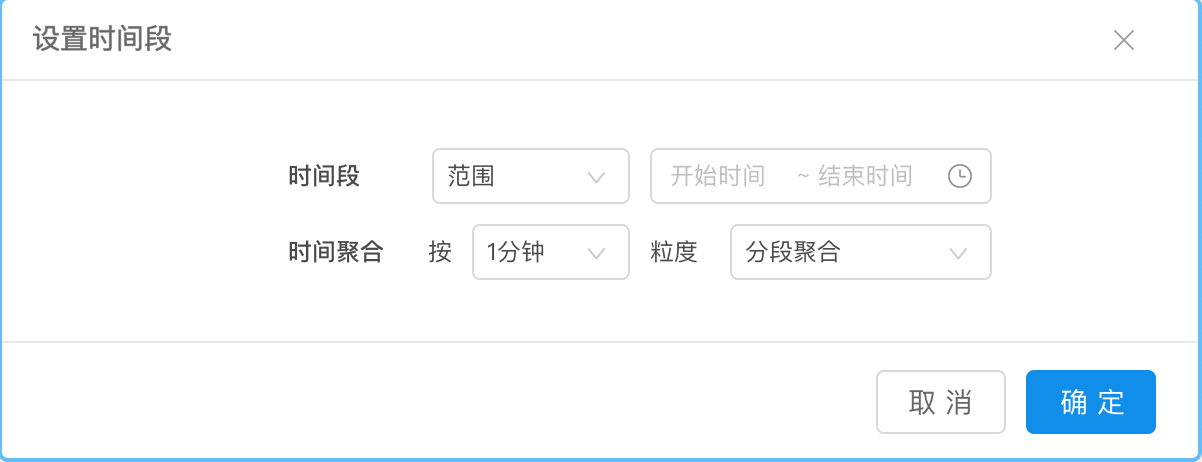 设置时间段
时间段 范围 开始时间 ~ 结束时间
时间聚合 按 1分钟 粒度 分段聚合
取 消 确 定